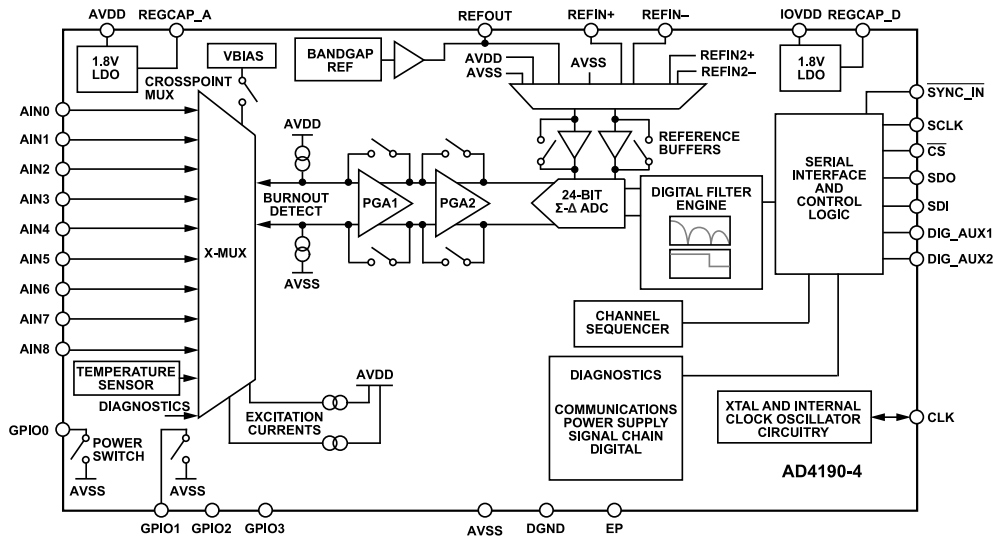 AVDD
REGCAP_A
REFOUT
REFIN+
REFIN–
IOVDD
REGCAP_D
1.8V
LDO
CROSSPOINT
MUX
VBIAS
BANDGAP
REF
AVDD
AVSS
AVSS
REFIN2+
REFIN2–
1.8V
LDO
AIN0
AIN1
AIN2
AIN3
AIN4
AIN5
AIN6
AIN7
AIN8
X-MUX
AVDD
BURNOUT
DETECT
AVSS
PGA1
PGA2
REFERENCE
BUFFERS
24-BIT
Σ-Δ ADC
DIGITAL FILTER
ENGINE
SERIAL
INTERFACE
AND
CONTROL
LOGIC
SYNC_IN
SCLK
CS
SDO
SDI
DIG_AUX1
DIG_AUX2
CHANNEL
SEQUENCER
TEMPERATURE
SENSOR
DIAGNOSTICS
AVDD
EXCITATION
CURRENTS
DIAGNOSTICS
COMMUNICATIONS
POWER SUPPLY
SIGNAL CHAIN
DIGITAL
XTAL AND INTERNAL
CLOCK OSCILLATOR
CIRCUITRY
CLK
GPIO0
POWER
SWITCH
AVSS
AVSS
AD4190-4
GPIO1
GPIO2
GPIO3
AVSS
DGND
EP